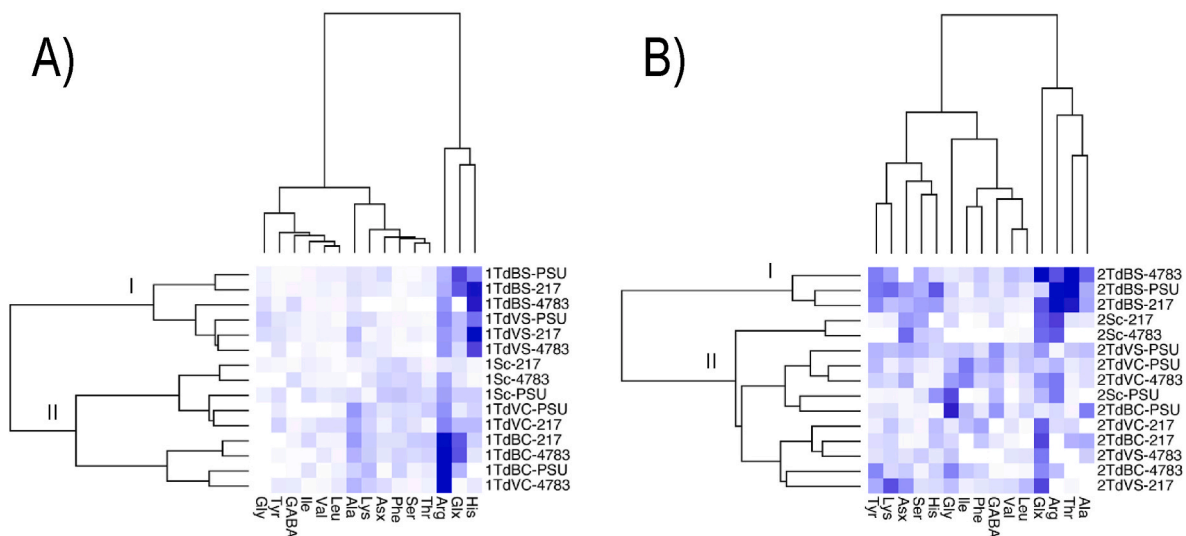 A)
I
II
1TdBS-PSU
1TdBS-217
1TdBS-4783
1TdVS-PSU
1TdVS-217
1TdVS-4783
1Sc-217
1Sc-4783
1Sc-PSU
1TdVC-PSU
1TdVC-217
1TdBC-217
1TdBC-4783
1TdBC-PSU
1TdVC-4783
Gly Tyr GABA Ile Val Leu Ala Lys Asx Phe Ser Thr Arg Glx His
B)
I
II
2TdBS-4783
2TdBS-PSU
2TdBS-217
2Sc-217
2Sc-4783
2TdVS-PSU
2TdVC-PSU
2TdVC-4783
2Sc-PSU
2TdBC-PSU
2TdVC-217
2TdBC-217
2TdVS-4783
2TdBC-4783
2TdVS-217
Tyr Lys Asx Ser His Gly Ile Phe GABA Val Leu Glx Arg Thr Ala